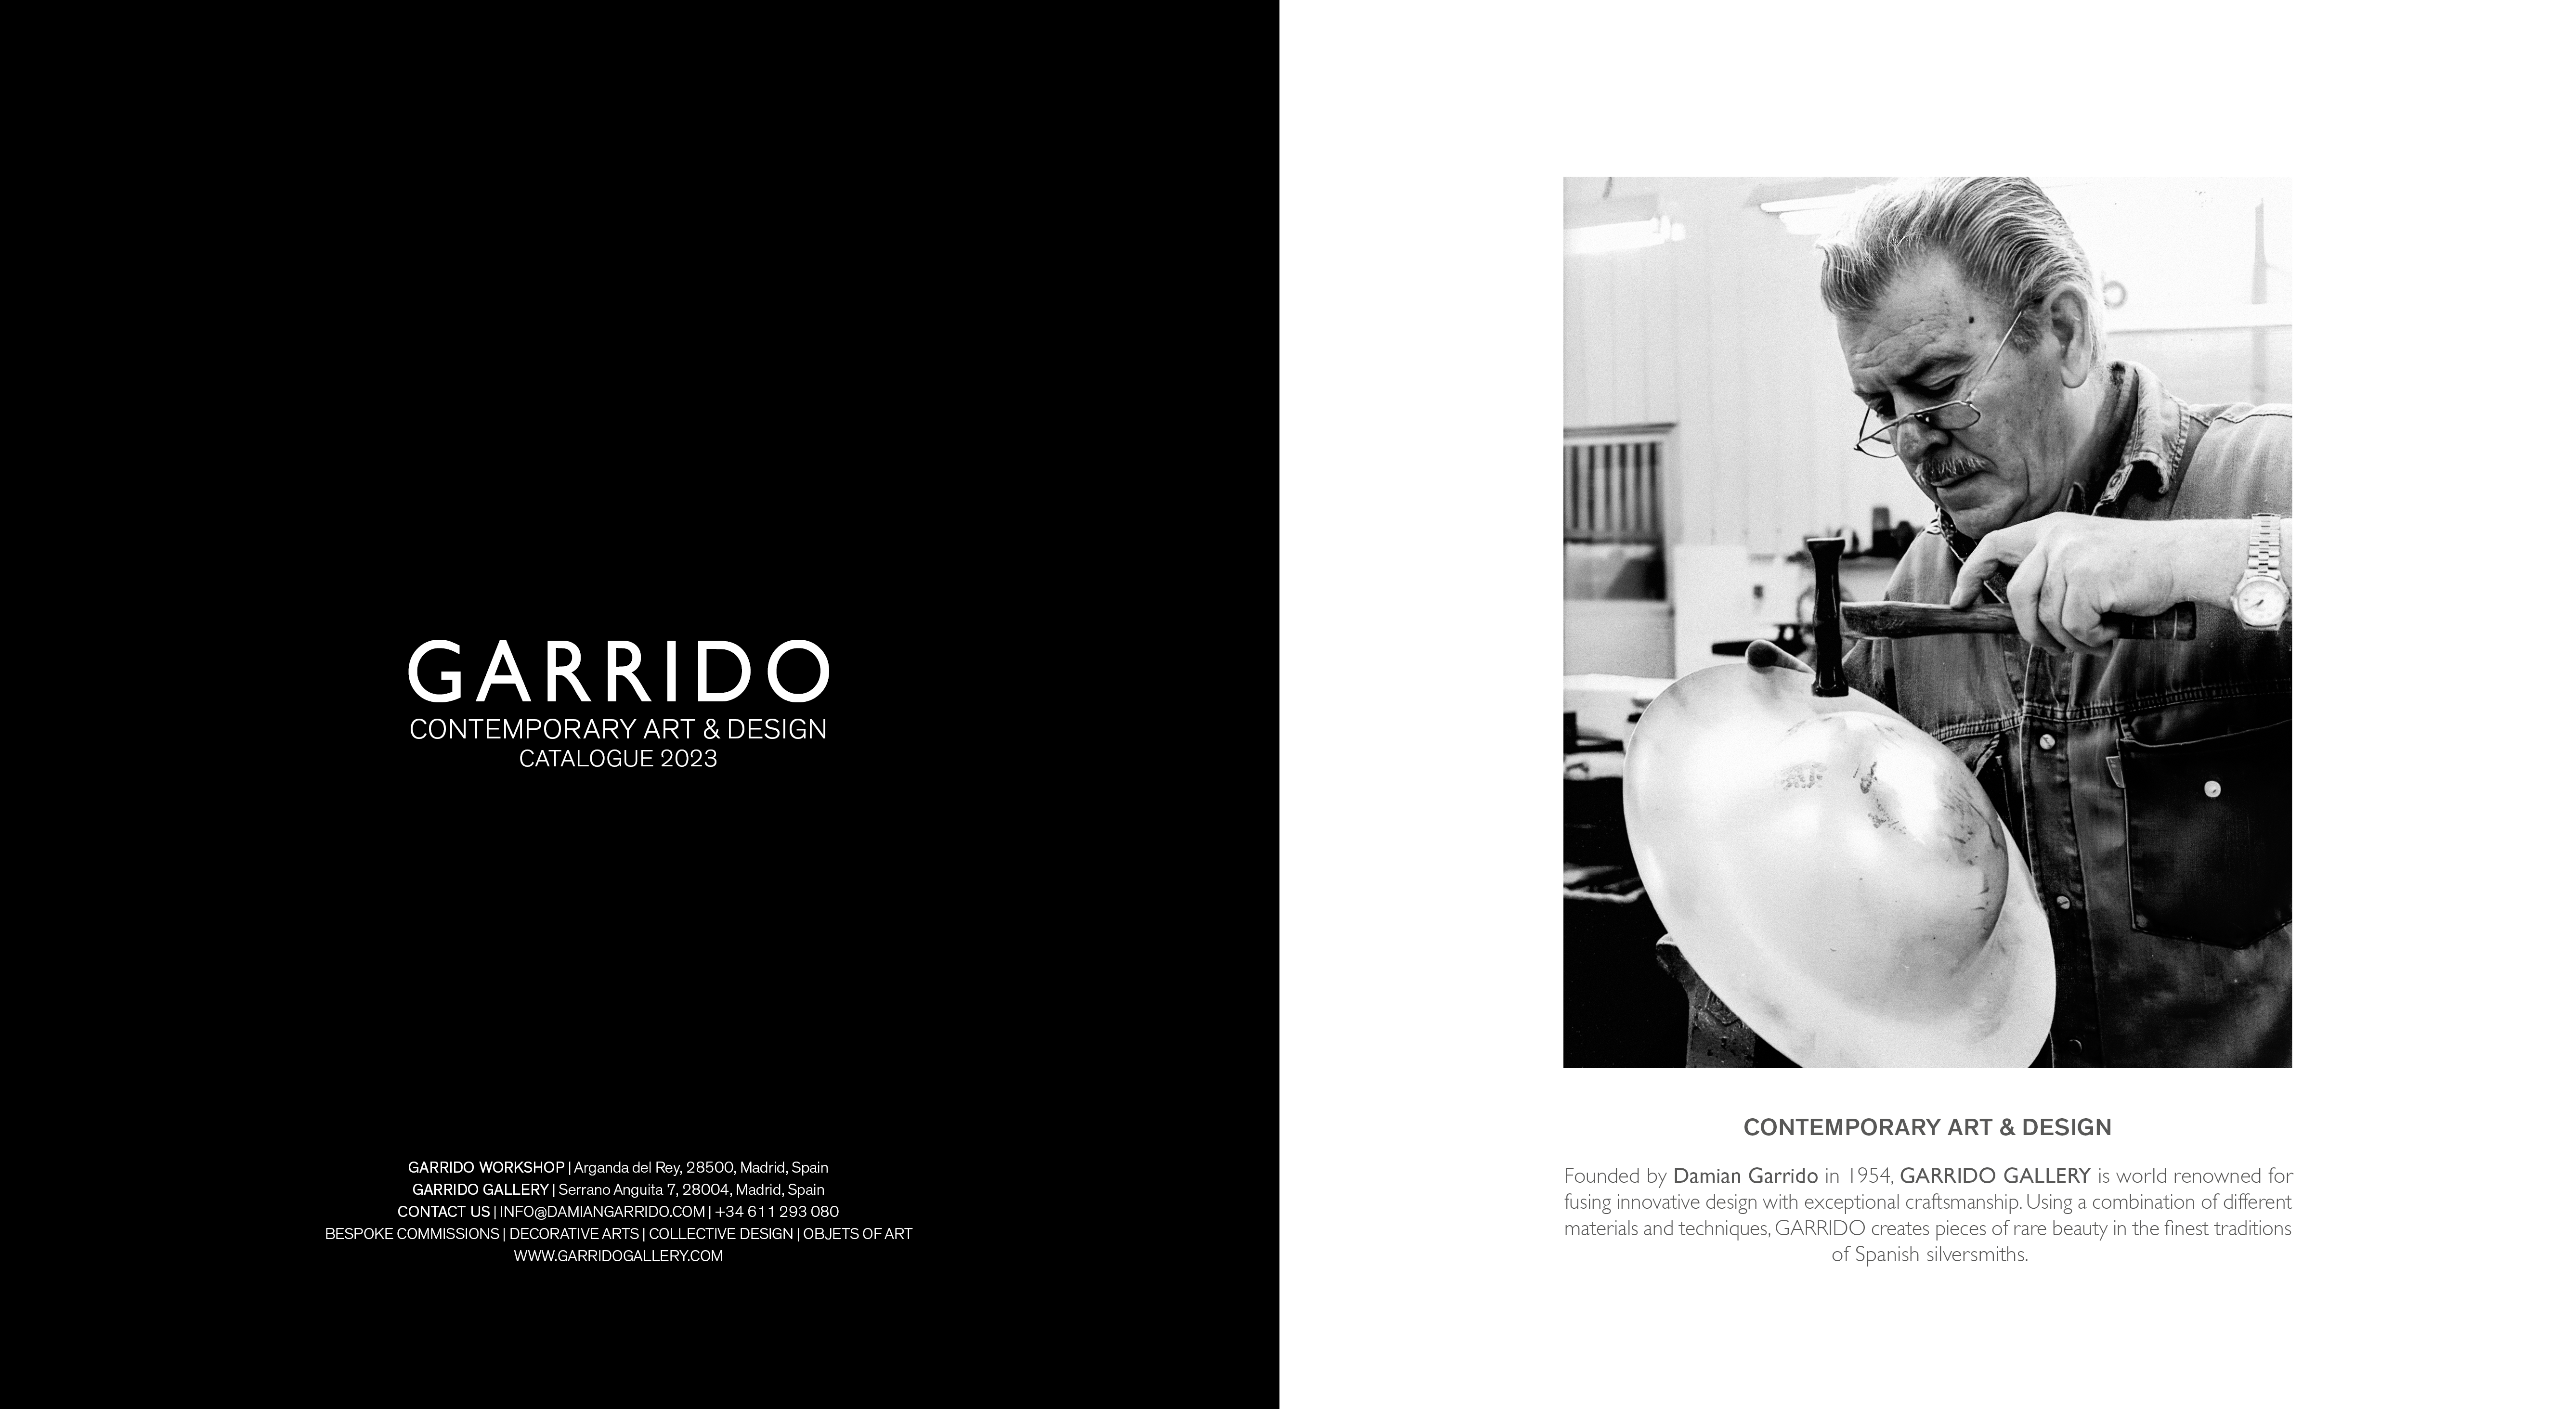 GARRIDO
CONTEMPORARY ART & DESIGN
CATALOGUE 2023
GARRIDO WORKSHOP | Arganda del Rey, 28500, Madrid, Spain
GARRIDO GALLERY | Serrano Anguita 7, 28004, Madrid, Spain
CONTACT US | INFO@DAMIANGARRIDO.COM | +34 611 293 080
BESPOKE COMMISSIONS | DECORATIVE ARTS | COLLECTIVE DESIGN | OBJETS OF ART
WWW.GARRIDOGALLERY.COM
CONTEMPORARY ART & DESIGN
Founded by Damian Garrido in 1954, GARRIDO GALLERY is world renowned for
fusing innovative design with exceptional craftsmanship. Using a combination of different
materials and techniques, GARRIDO creates pieces of rare beauty in the finest traditions
of Spanish silversmiths.